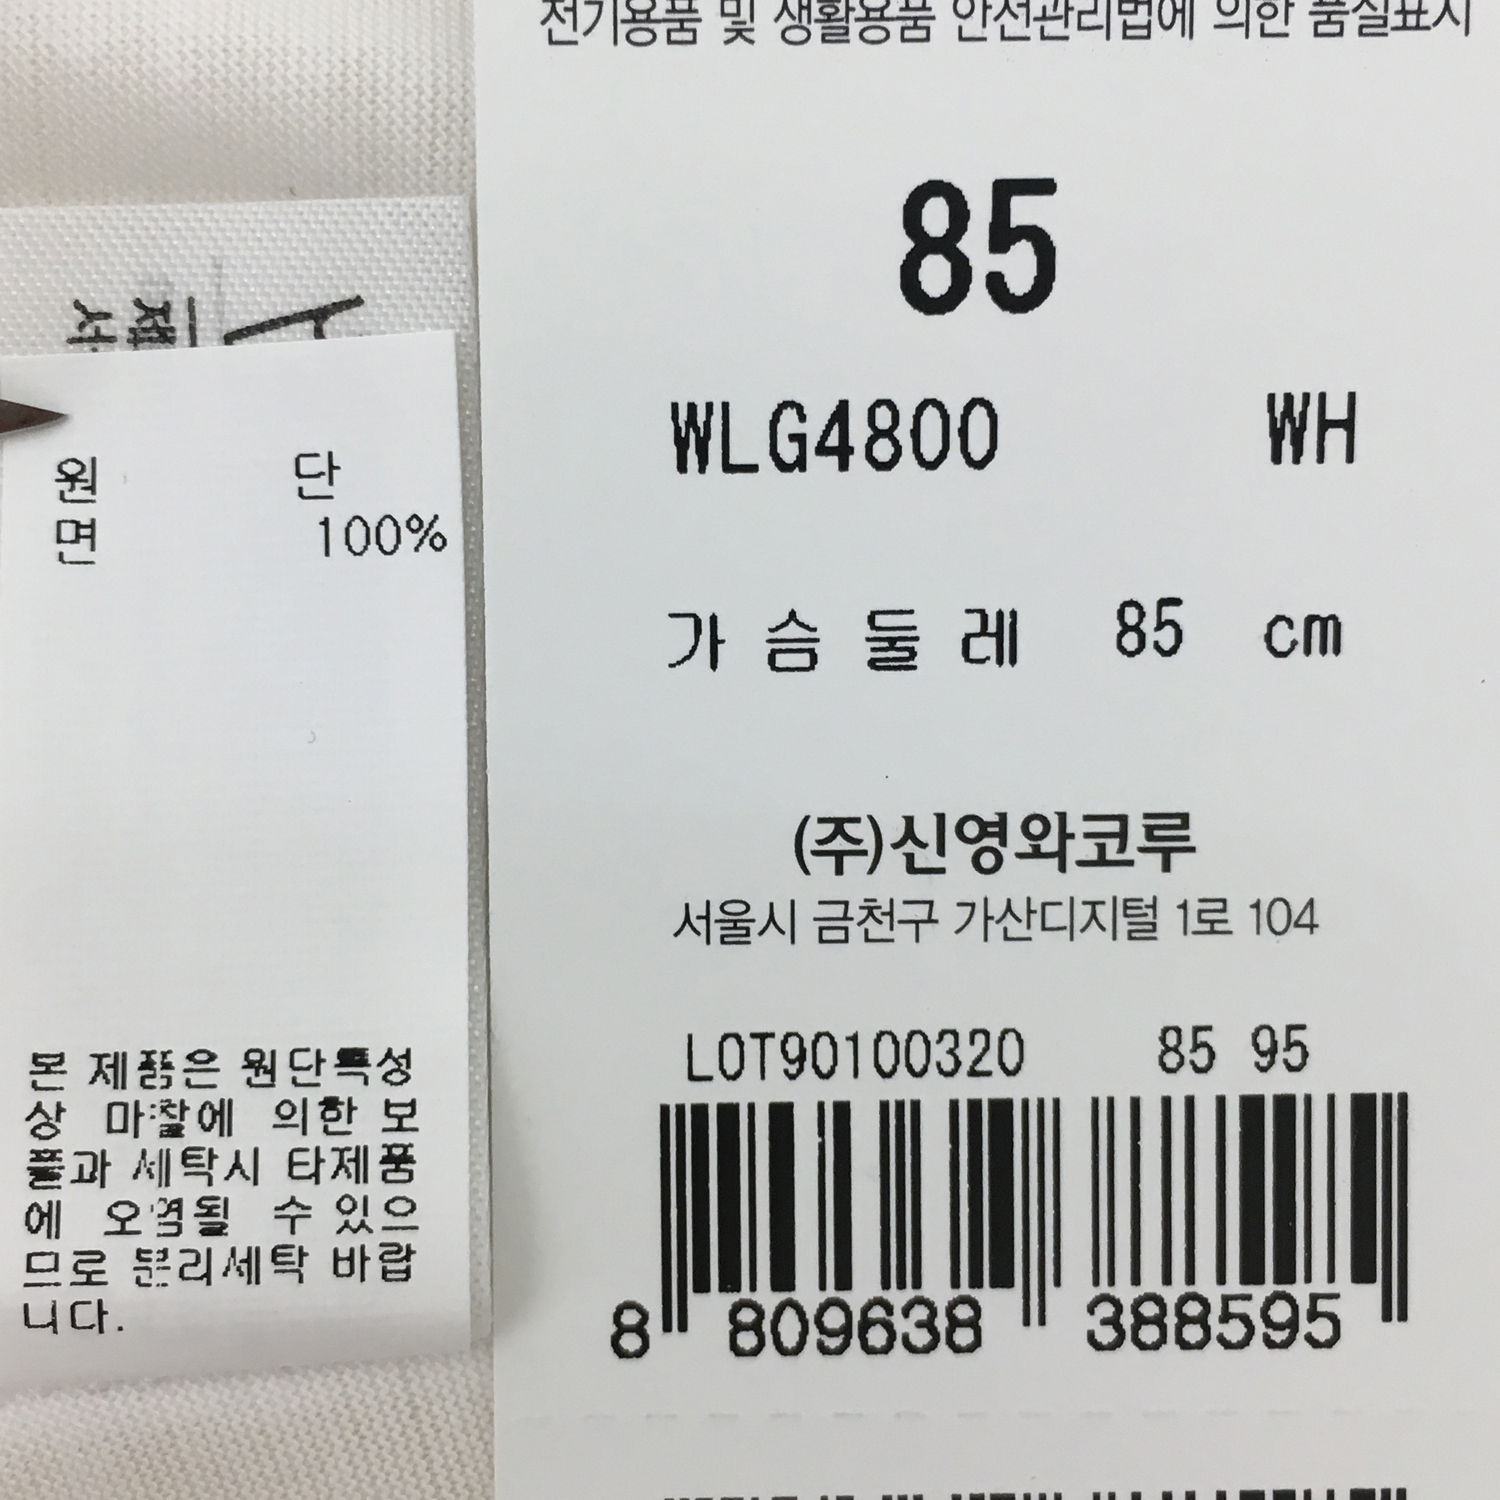 전기용품 및 생활용품 안전관리법에 의한 품질표시
85
WLG4800 WH
가슴둘레 85 cm
(주)신영와코루
서울시 금천구 가산디지털 1로 104
LOT90100320 85 95
8 809638 388595
제
서
원 단
면 100%
본 제품은 원단특성
상 마찰에 의한 보
풀과 세탁시 타제품
에 오염될 수 있으
므로 분리세탁 바랍
니다.